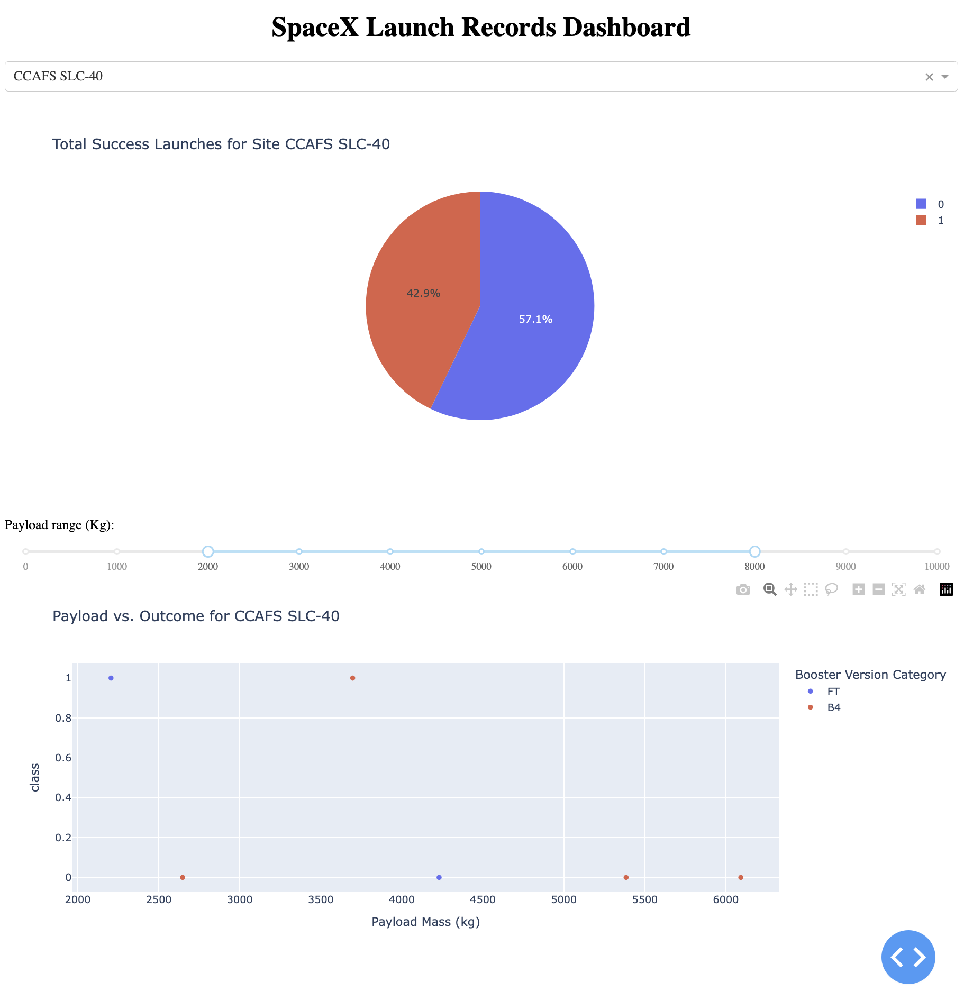 SpaceX Launch Records Dashboard
CCAFS SLC-40
Total Success Launches for Site CCAFS SLC-40
0
1
42.9%
57.1%
Payload range (Kg):
0 1000 2000 3000 4000 5000 6000 7000 8000 9000 10000
Payload vs. Outcome for CCAFS SLC-40
Booster Version Category
FT
B4
1
0.8
0.6
0.4
0.2
0
class
2000 2500 3000 3500 4000 4500 5000 5500 6000
Payload Mass (kg)